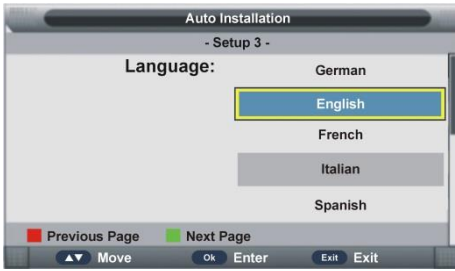 Auto Installation
- Setup 3 -
Language:
German
English
French
Italian
Spanish
Previous Page Next Page
▲▼ Move Ok Enter Exit Exit